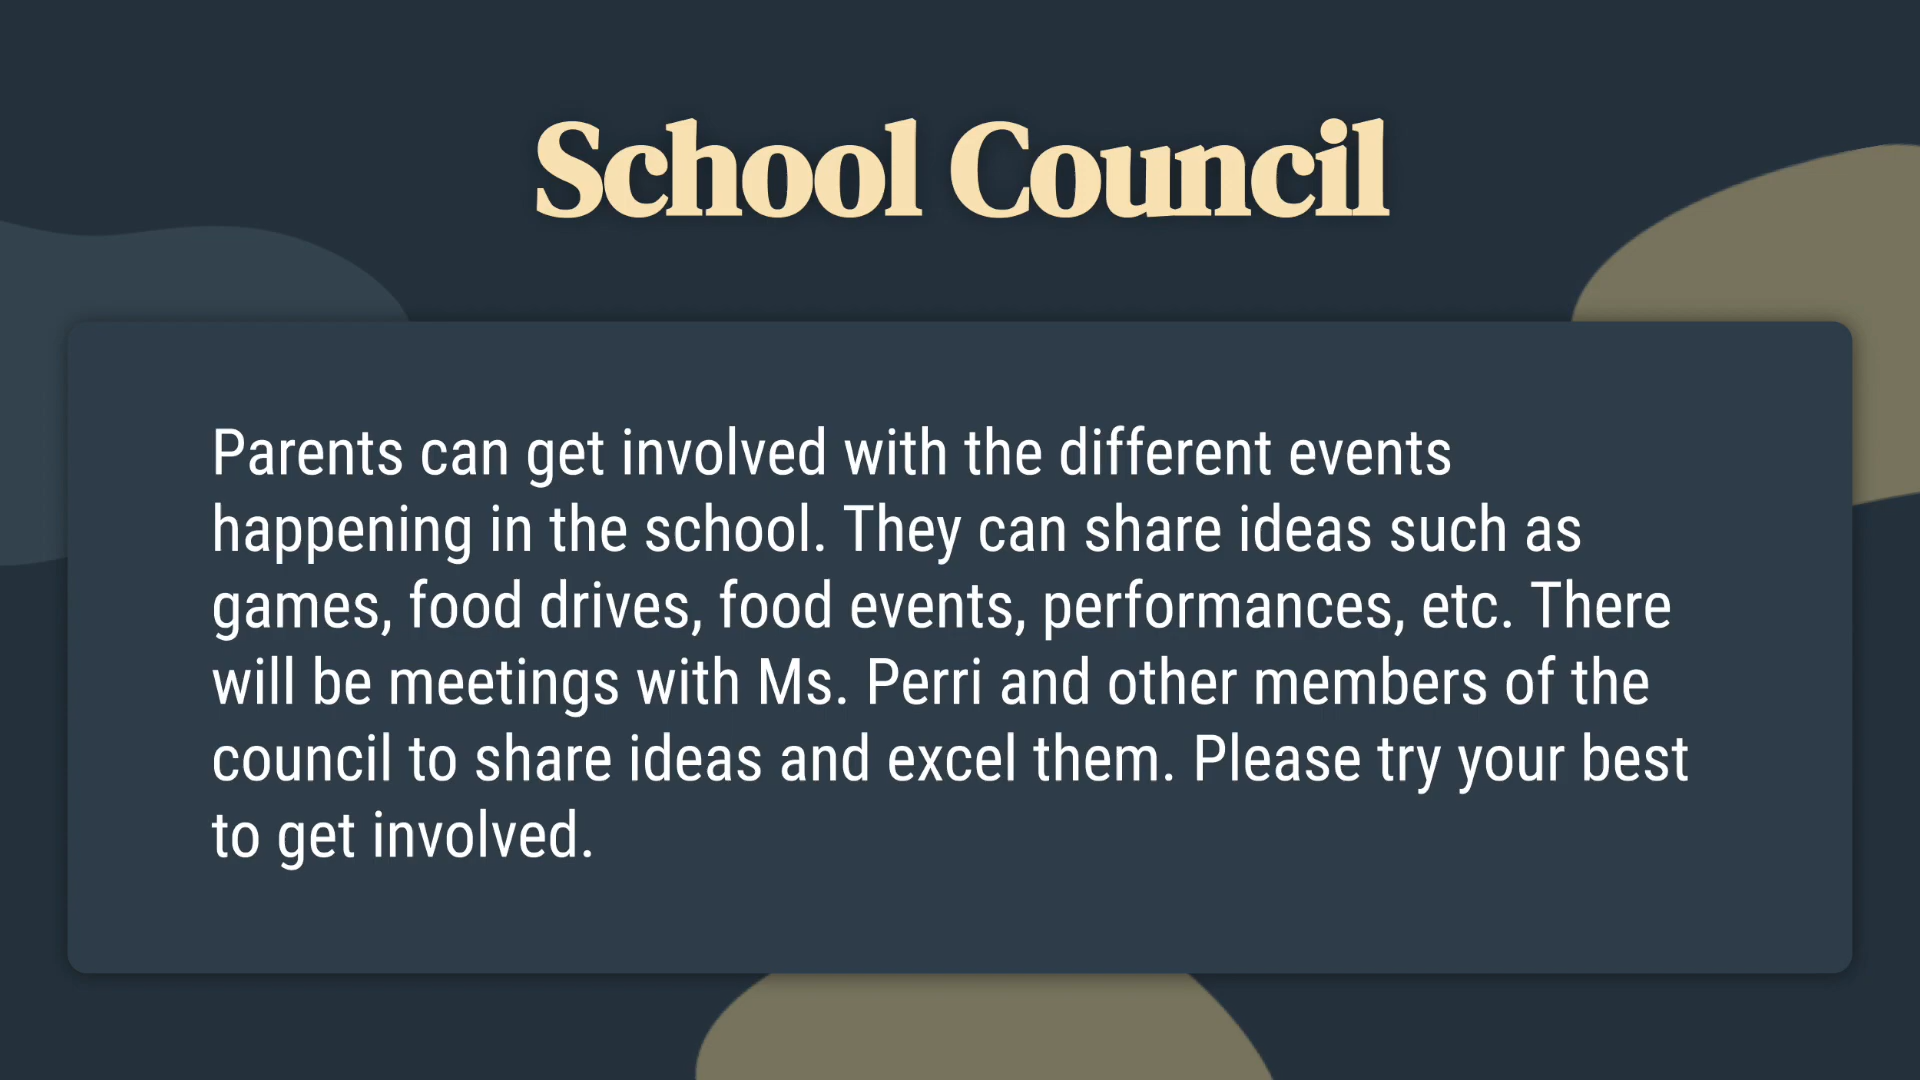 School Council
Parents can get involved with the different events
happening in the school. They can share ideas such as
games, food drives, food events, performances, etc. There
will be meetings with Ms. Perri and other members of the
council to share ideas and excel them. Please try your best
to get involved.